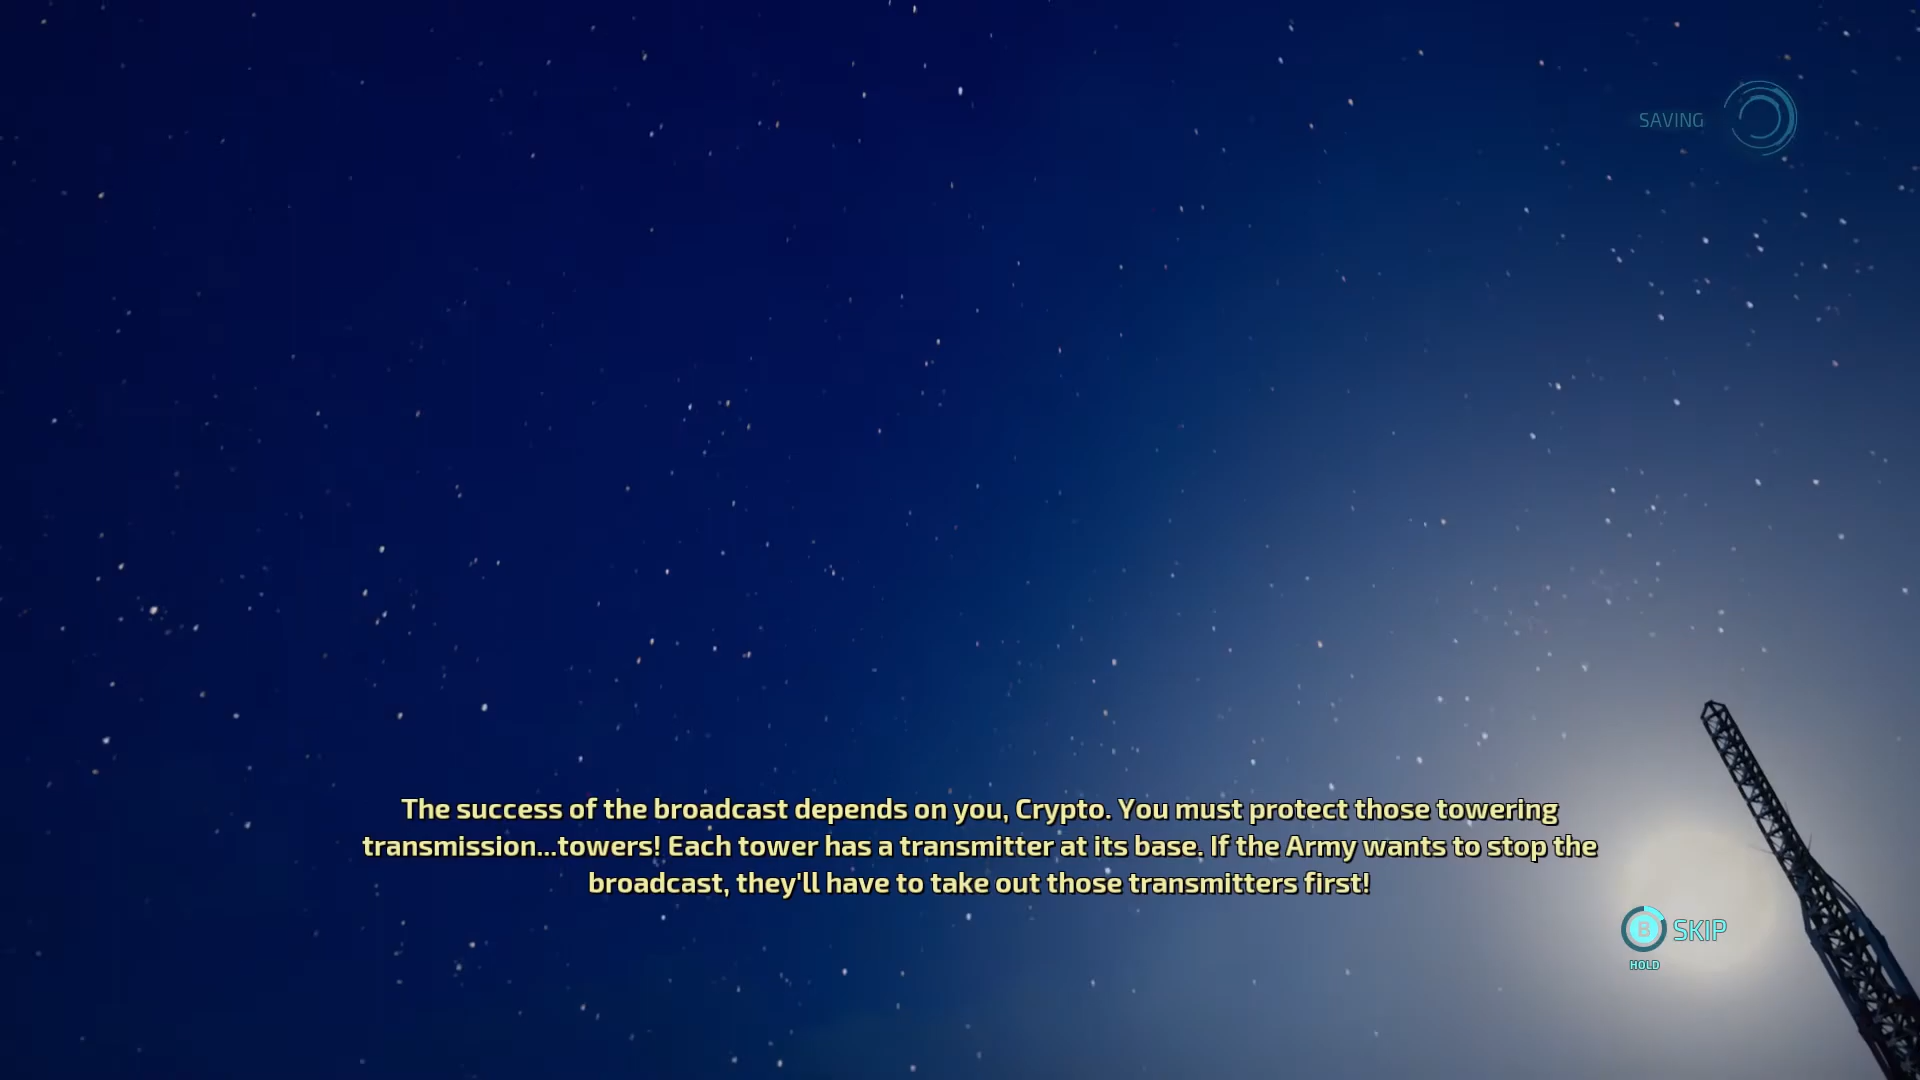 SAVING
The success of the broadcast depends on you, Crypto. You must protect those towering
transmission...towers! Each tower has a transmitter at its base. If the Army wants to stop the
broadcast, they'll have to take out those transmitters first!
B SKIP
HOLD